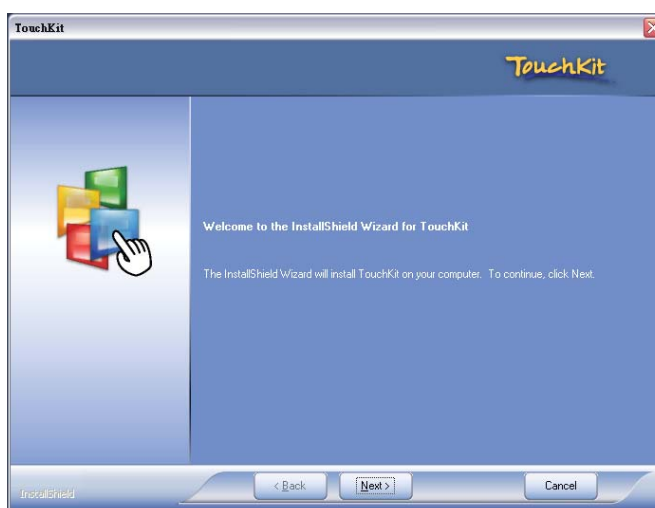 TouchKit
TouchKit
Welcome to the InstallShield Wizard for TouchKit
The InstallShield Wizard will install TouchKit on your computer. To continue, click Next.
InstallShield
< Back
Next >
Cancel